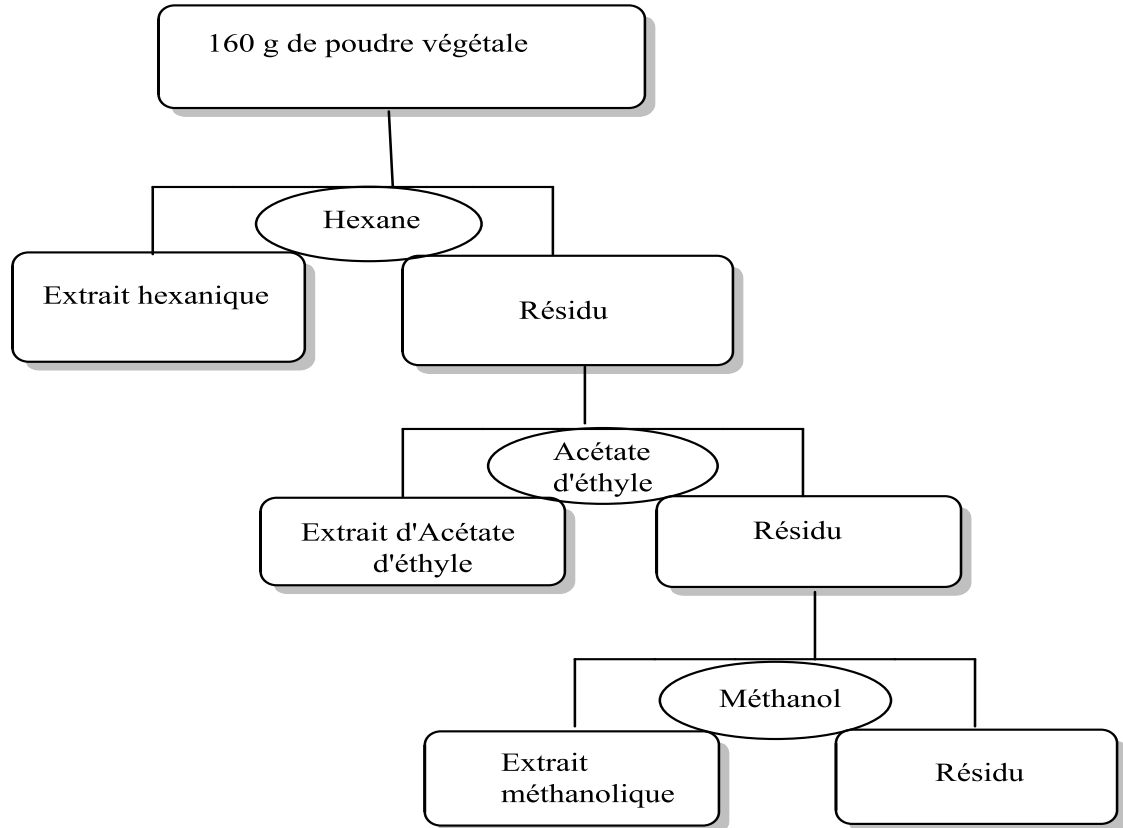 160 g de poudre végétale
Hexane
Extrait hexanique
Résidu
Acétate
d'éthyle
Extrait d'Acétate
d'éthyle
Résidu
Méthanol
Extrait
méthanolique
Résidu